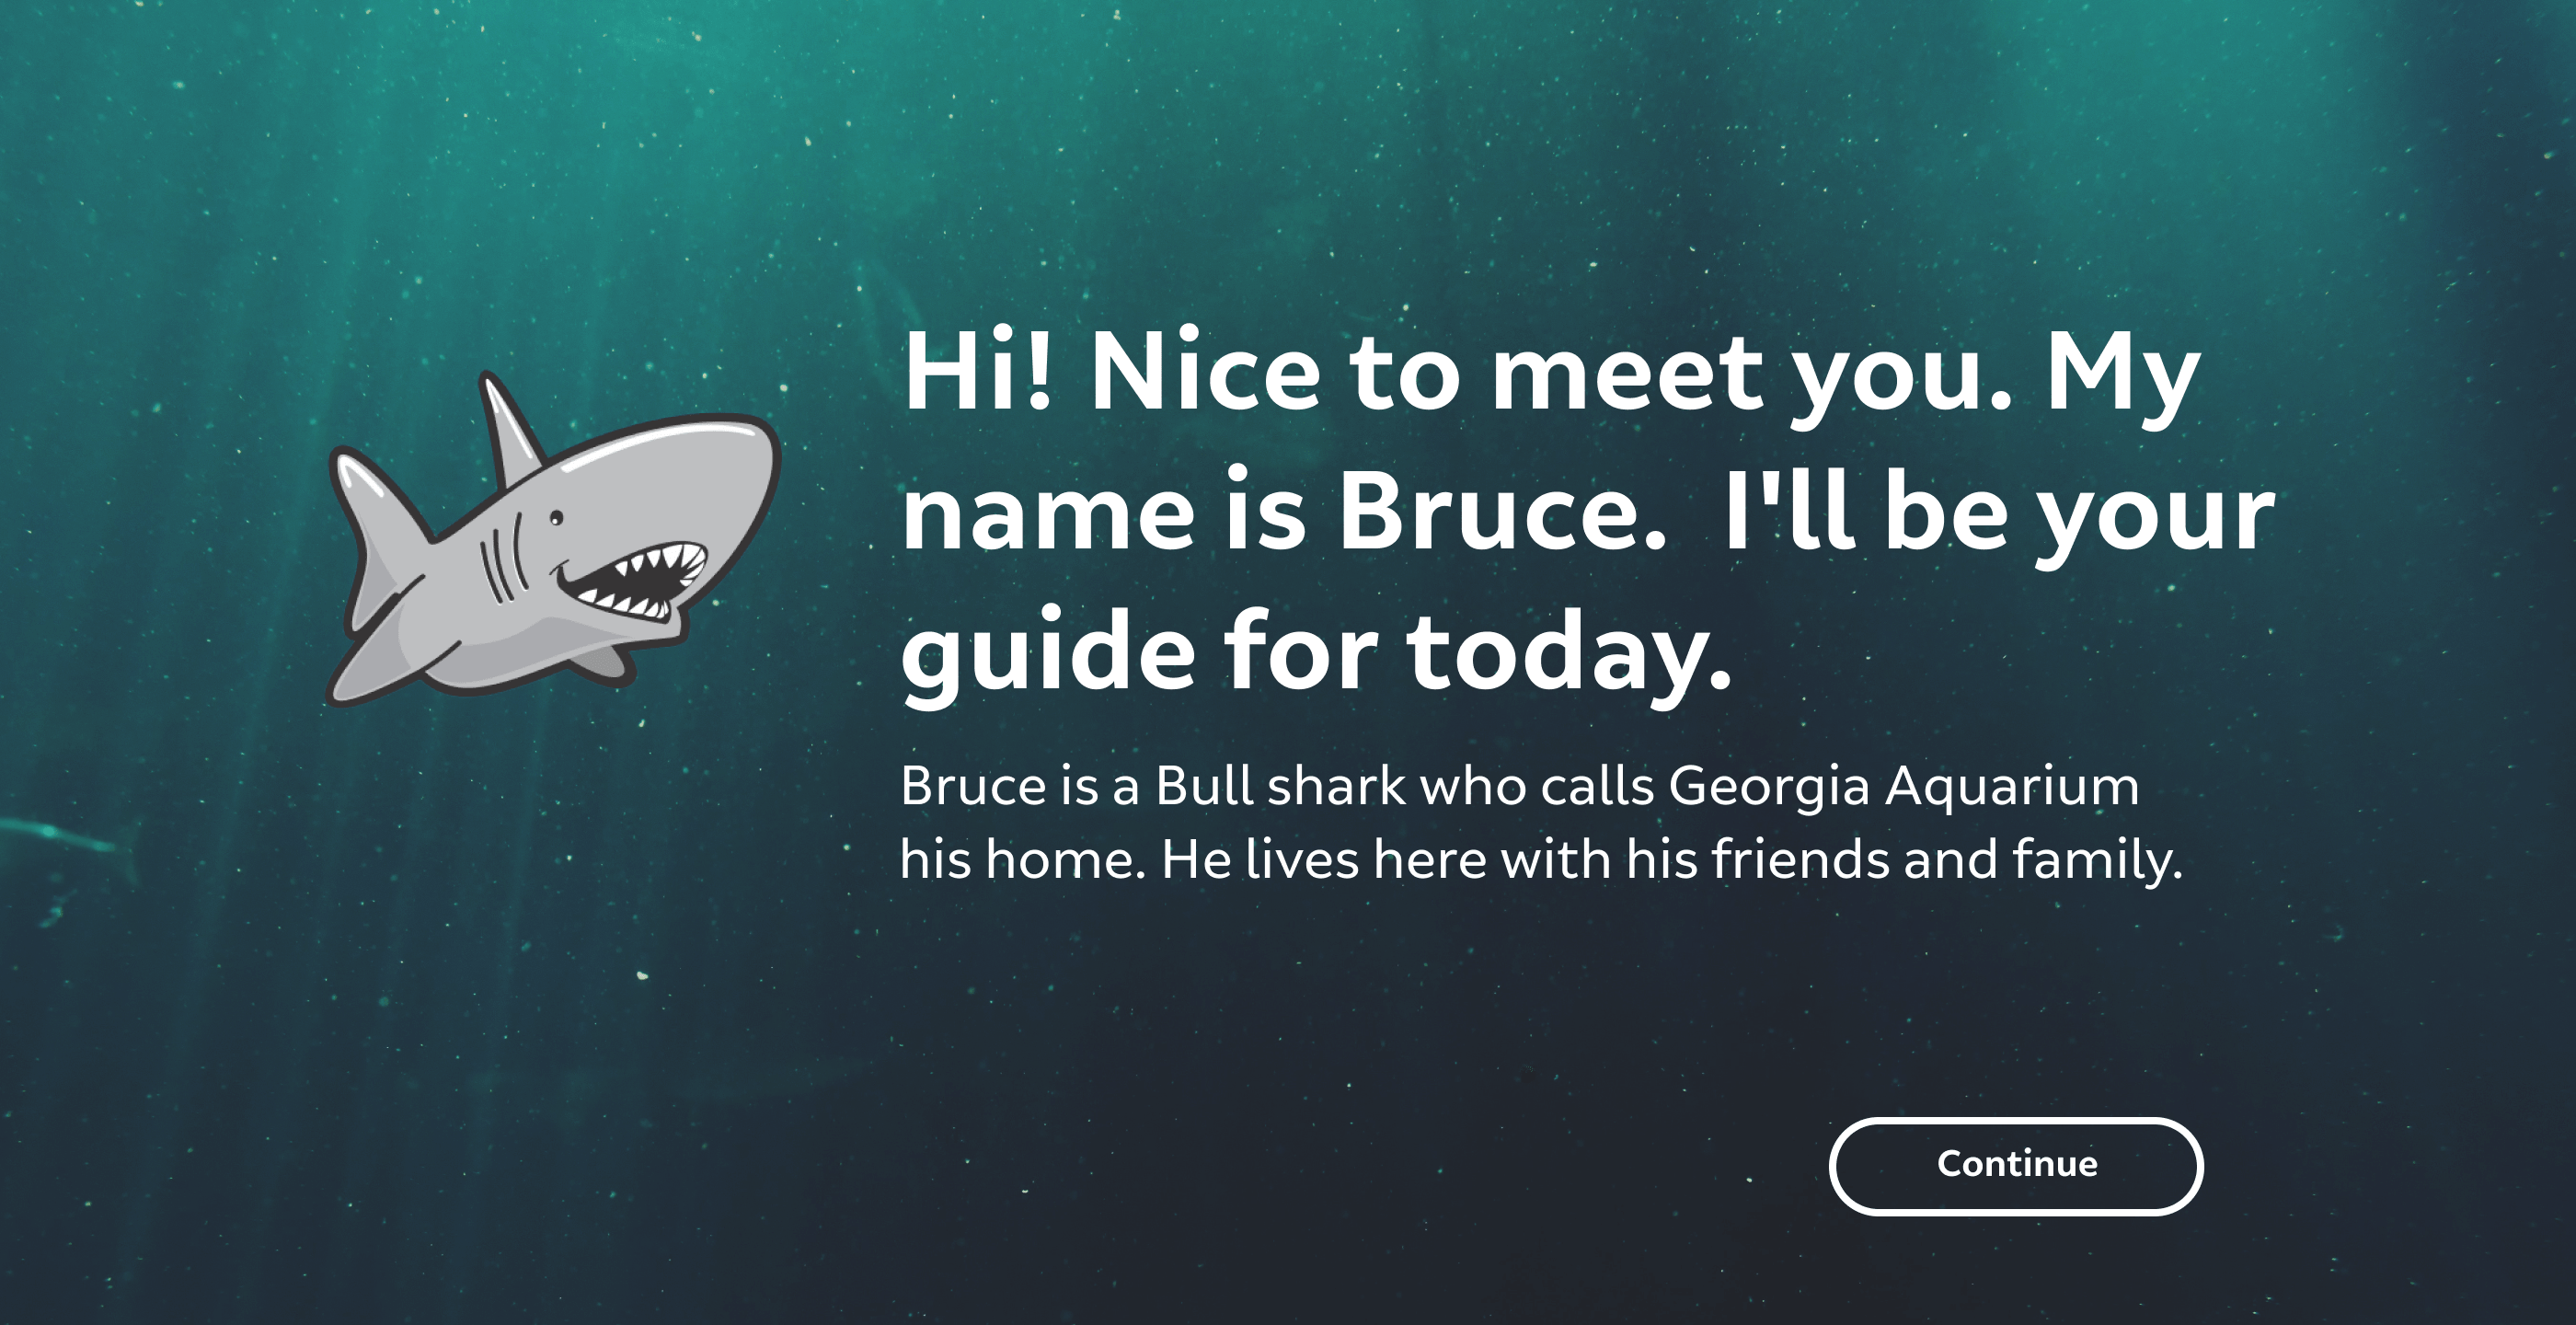 Hi! Nice to meet you. My
name is Bruce.  I'll be your
guide for today.
Bruce is a Bull shark who calls Georgia Aquarium
his home. He lives here with his friends and family.
Continue